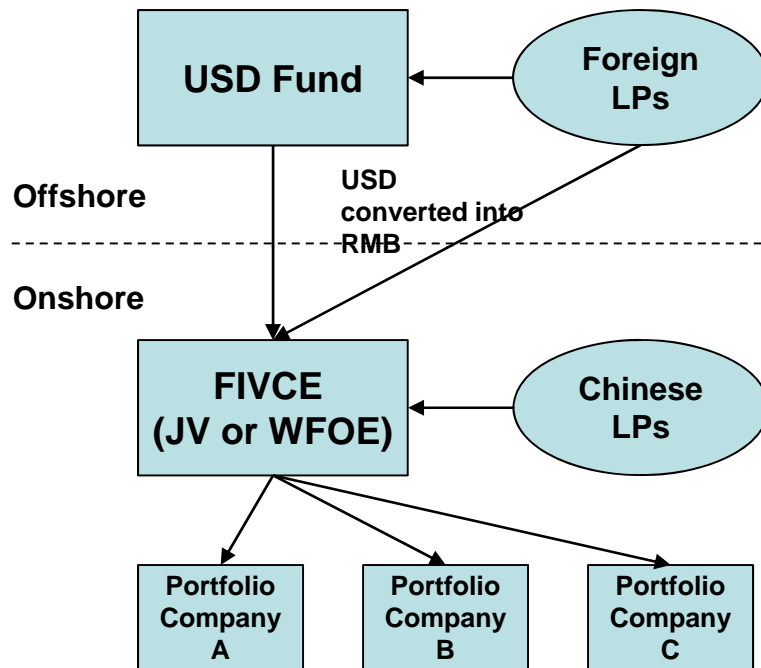 USD Fund
Foreign
LPs
Offshore
USD
converted into
RMB
Onshore
FIVCE
(JV or WFOE)
Chinese
LPs
Portfolio
Company
A
Portfolio
Company
B
Portfolio
Company
C